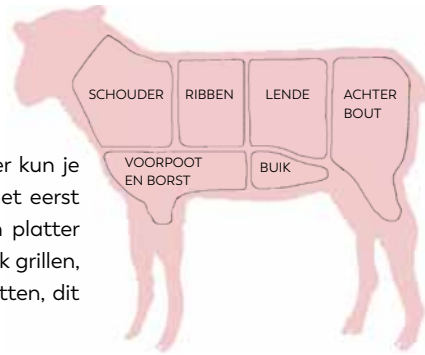 SCHOUDER
RIBBEN
LENDE
ACHTER
BOUT
VOORPOOT
EN BORST
BUIK
er kun je
et eerst
platter
k grillen,
tten, dit